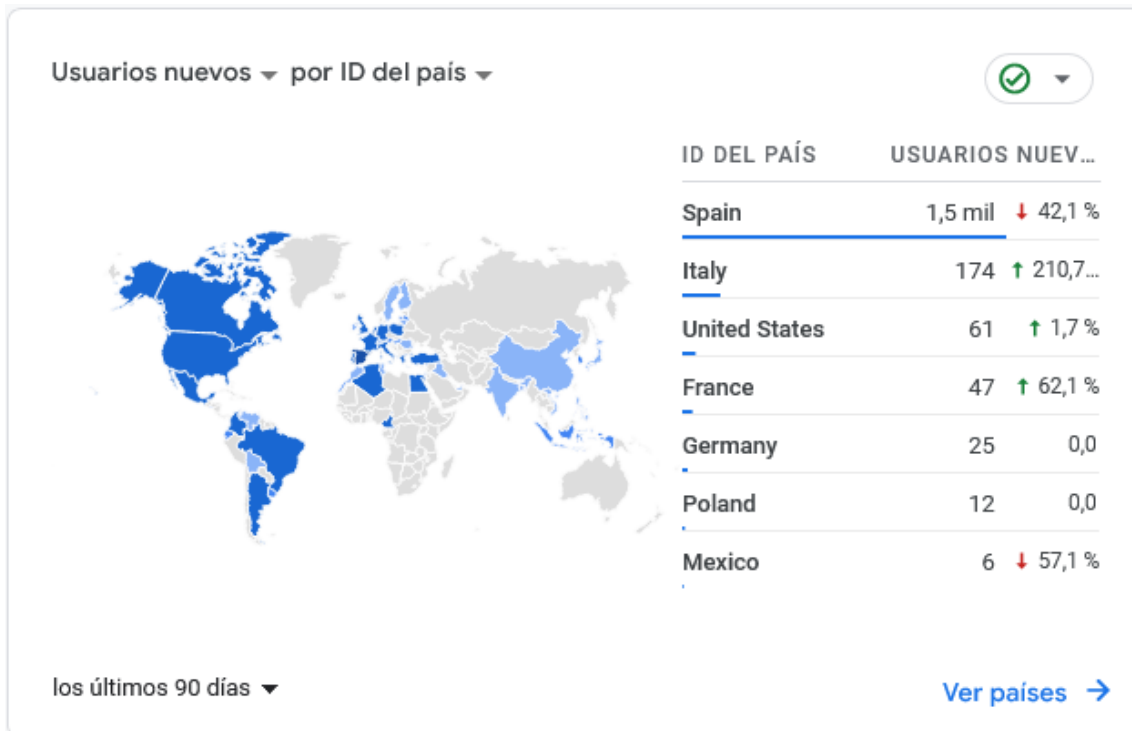 Usuarios nuevos por ID del país
ID DEL PAÍS USUARIOS NUEV...
Spain 1,5 mil ↓ 42,1 %
Italy 174 ↑ 210,7...
United States 61 ↑ 1,7 %
France 47 ↑ 62,1 %
Germany 25 0,0
Poland 12 0,0
Mexico 6 ↓ 57,1 %
los últimos 90 días
Ver países →